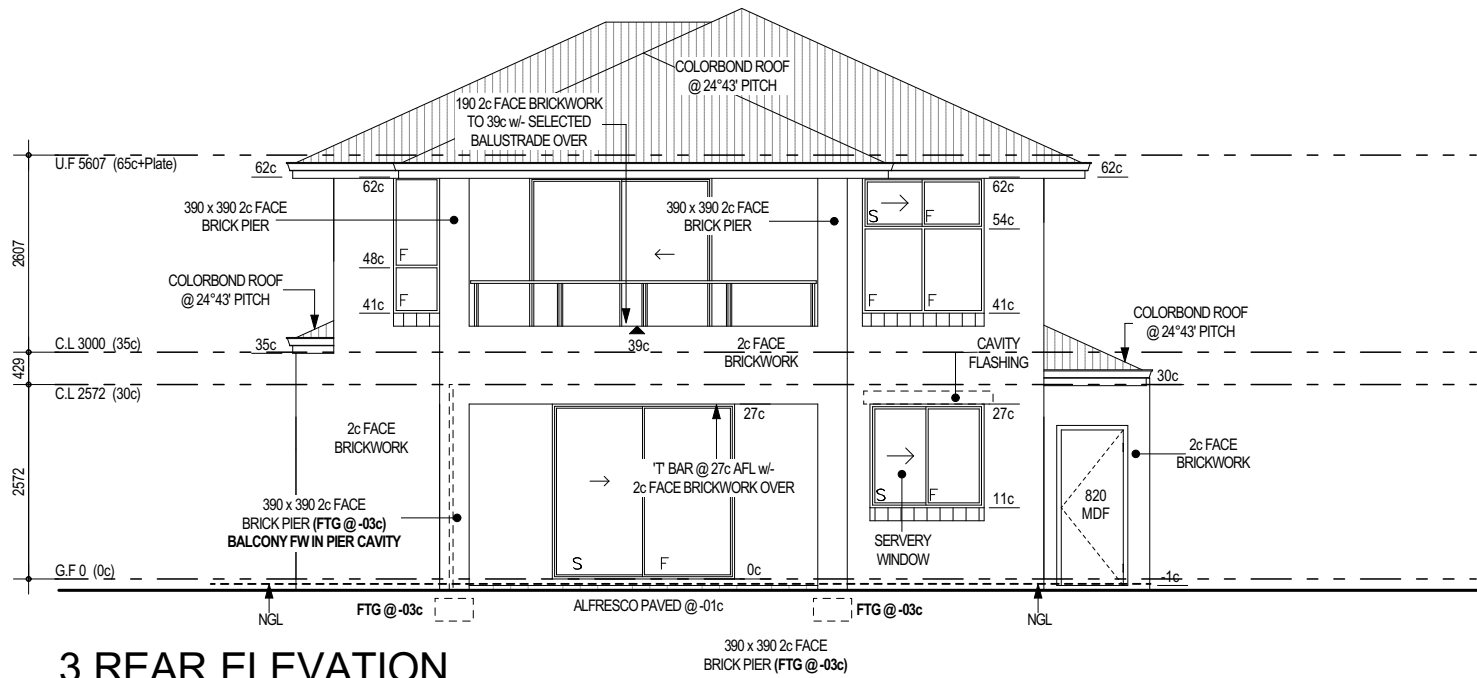 COLORBOND ROOF
@ 24°43' PITCH
190 2c FACE BRICKWORK
TO 39c w/- SELECTED
BALUSTRADE OVER
U.F 5607 (65c+Plate)
62c
62c
62c
62c
390 x 390 2c FACE
BRICK PIER
390 x 390 2c FACE
BRICK PIER
S
F
54c
2607
F
48c
COLORBOND ROOF
@ 24°43' PITCH
F
41c
F
F
41c
COLORBOND ROOF
@ 24°43' PITCH
C.L 3000 (35c)
35c
39c
2c FACE
BRICKWORK
CAVITY
FLASHING
429
30c
C.L 2572 (30c)
27c
27c
2c FACE
BRICKWORK
2c FACE
BRICKWORK
'T' BAR @ 27c AFL w/-
2c FACE BRICKWORK OVER
2572
S
F
11c
820
MDF
390 x 390 2c FACE
BRICK PIER (FTG @ -03c)
BALCONY FW IN PIER CAVITY
SERVERY
WINDOW
S
F
G.F 0 (0c)
0c
-1c
NGL
FTG @ -03c
ALFRESCO PAVED @ -01c
FTG @ -03c
NGL
390 x 390 2c FACE
BRICK PIER (FTG @ -03c)
3 REAR ELEVATION